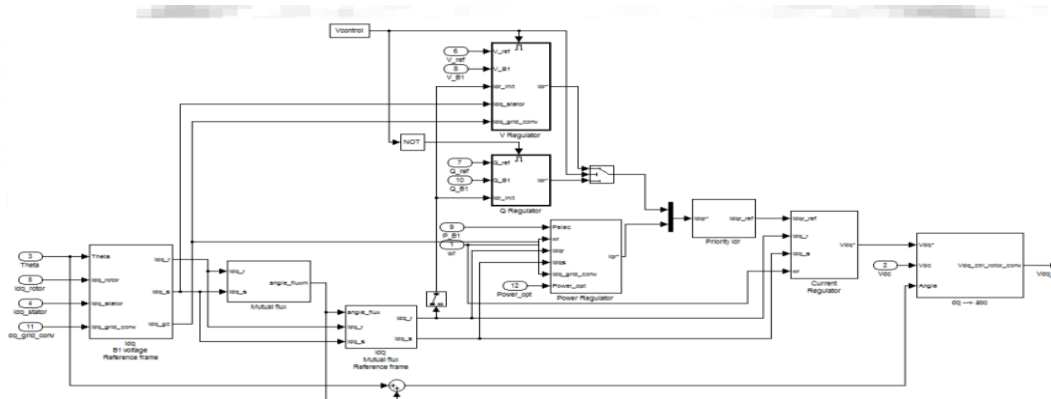 Vcontrol
6
V_ref
8
V_B1
V_ref
V_B1
Idr_init
Idq_stator
Idq_grid_conv
Idr*
V Regulator
NOT
7
Q_ref
10
Q_B1
Q_ref
Q_B1
Idr_init
Idr*
Q Regulator
9
P_B1
1
wr
12
Power_opt
Pelec
wr
Idqr
Idqs
Idq_grid_conv
Power_opt
Iqr*
Power Regulator
Idqr*
Idqr_ref
Priority Idr
Idqr_ref
Idq_r
Idq_s
wr
Vdq*
Current
Regulator
2
Vdc
Vdq*
Vdc
Angle
Vdq_ctrl_rotor_conv
dq --> abc
Vdq_
3
Theta
5
Idq_rotor
4
Idq_stator
11
dq_grid_conv
Theta
Idq_rotor
Idq_stator
Idq_grid_conv
Idq_r
Idq_s
Idq_gc
Idq
B1 voltage
Reference frame
Idq_r
Idq_s
angle_fluxm
Mutual flux
angle_flux
Idq_r
Idq_s
Idq_r
Idq_s
Idq
Mutual flux
Reference frame